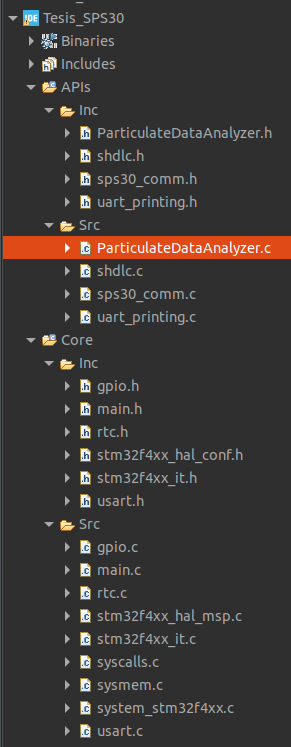 IDE Tesis_SPS30
Binaries
Includes
APIs
Inc
.h ParticulateDataAnalyzer.h
.h shdlc.h
.h sps30_comm.h
.h uart_printing.h
Src
.c ParticulateDataAnalyzer.c
.c shdlc.c
.c sps30_comm.c
.c uart_printing.c
Core
Inc
.h gpio.h
.h main.h
.h rtc.h
.h stm32f4xx_hal_conf.h
.h stm32f4xx_it.h
.h usart.h
Src
.c gpio.c
.c main.c
.c rtc.c
.c stm32f4xx_hal_msp.c
.c stm32f4xx_it.c
.c syscalls.c
.c sysmem.c
.c system_stm32f4xx.c
.c usart.c